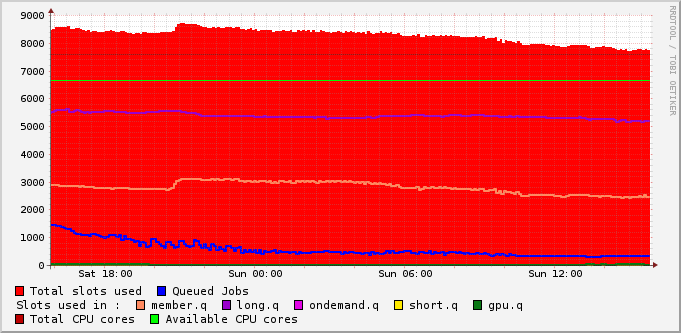 9000
8000
7000
6000
5000
4000
3000
2000
1000
0
Sat 18:00 Sun 00:00 Sun 06:00 Sun 12:00
RRDTOOL / TOBI OETIKER
Total slots used Queued Jobs
Slots used in : member.q long.q ondemand.q short.q gpu.q
Total CPU cores Available CPU cores